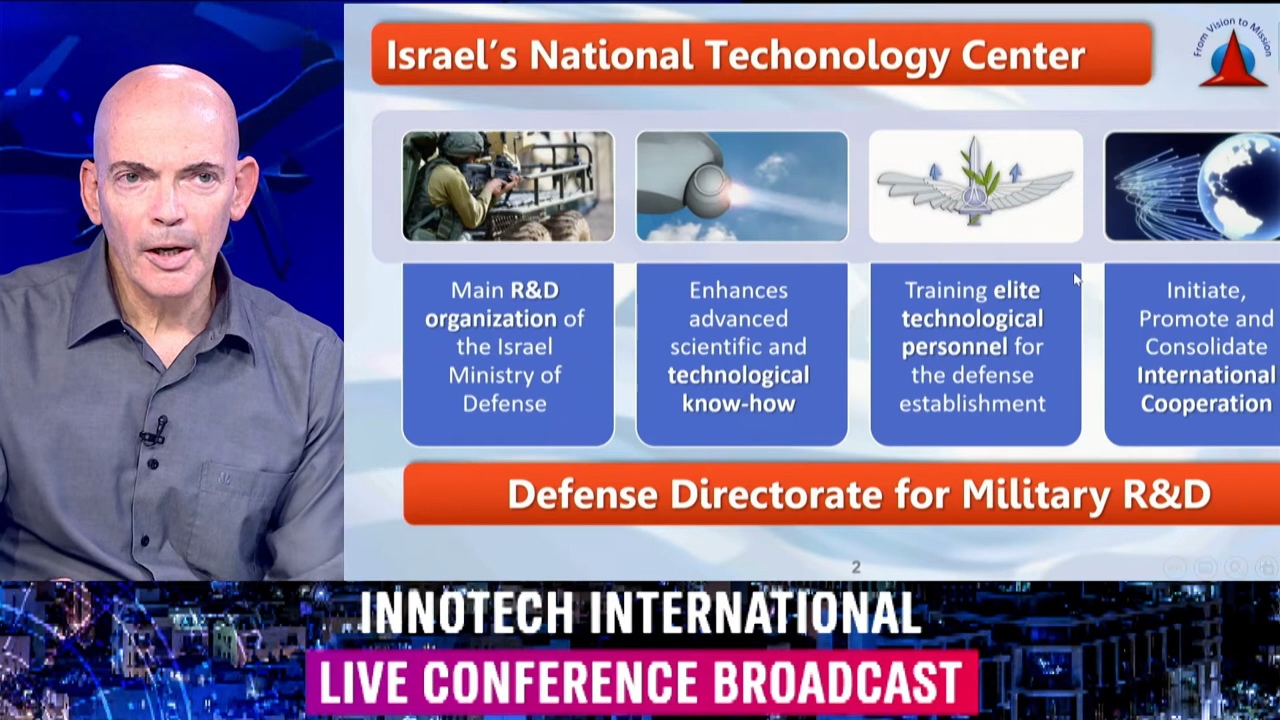 Israel´s National Techonology Center
From Vision to Mission
Main R&D
organization of
the Israel
Ministry of
Defense
Enhances
advanced
scientific and
technological
know-how
Training elite
technological
personnel for
the defense
establishment
Initiate,
Promote and
Consolidate
International
Cooperation
Defense Directorate for Military R&D
2
INNOTECH INTERNATIONAL
LIVE CONFERENCE BROADCAST